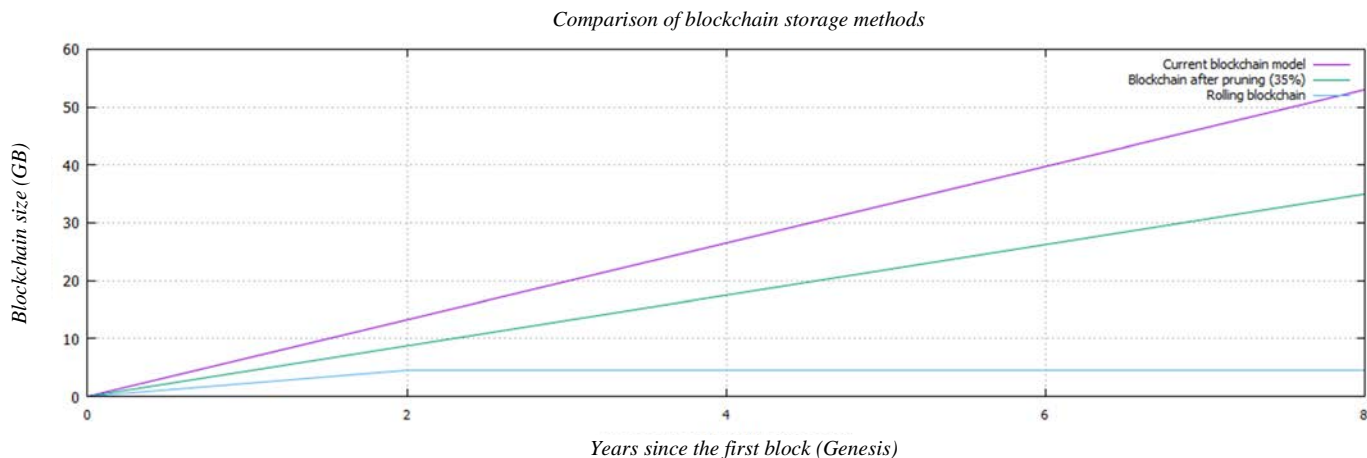 Comparison of blockchain storage methods
60
50
40
30
20
10
0
Current blockchain model
Blockchain after pruning (35%)
Rolling blockchain
Blockchain size (GB)
0 2 4 6 8
Years since the first block (Genesis)